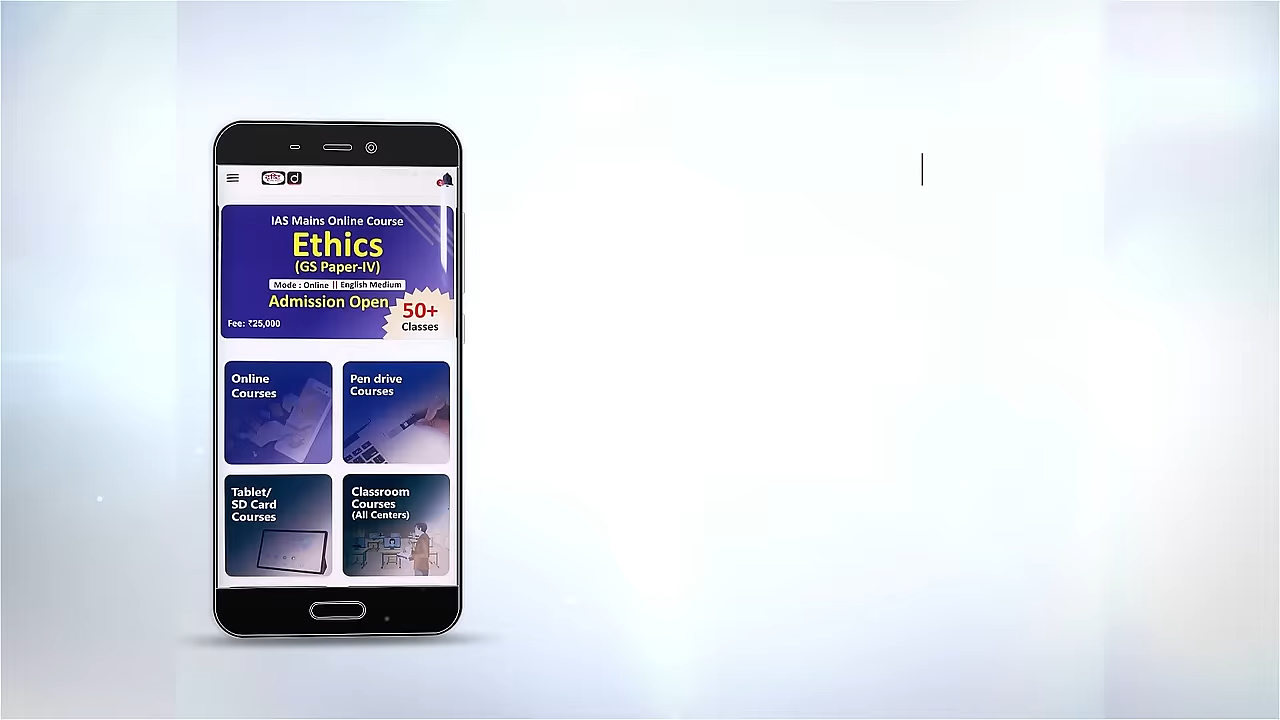 IAS Mains Online Course
Ethics
(GS Paper-IV)
Mode : Online || English Medium
Admission Open
50+
Classes
Fee: ₹25,000
Online
Courses
Pen drive
Courses
Tablet/
SD Card
Courses
Classroom
Courses
(All Centers)